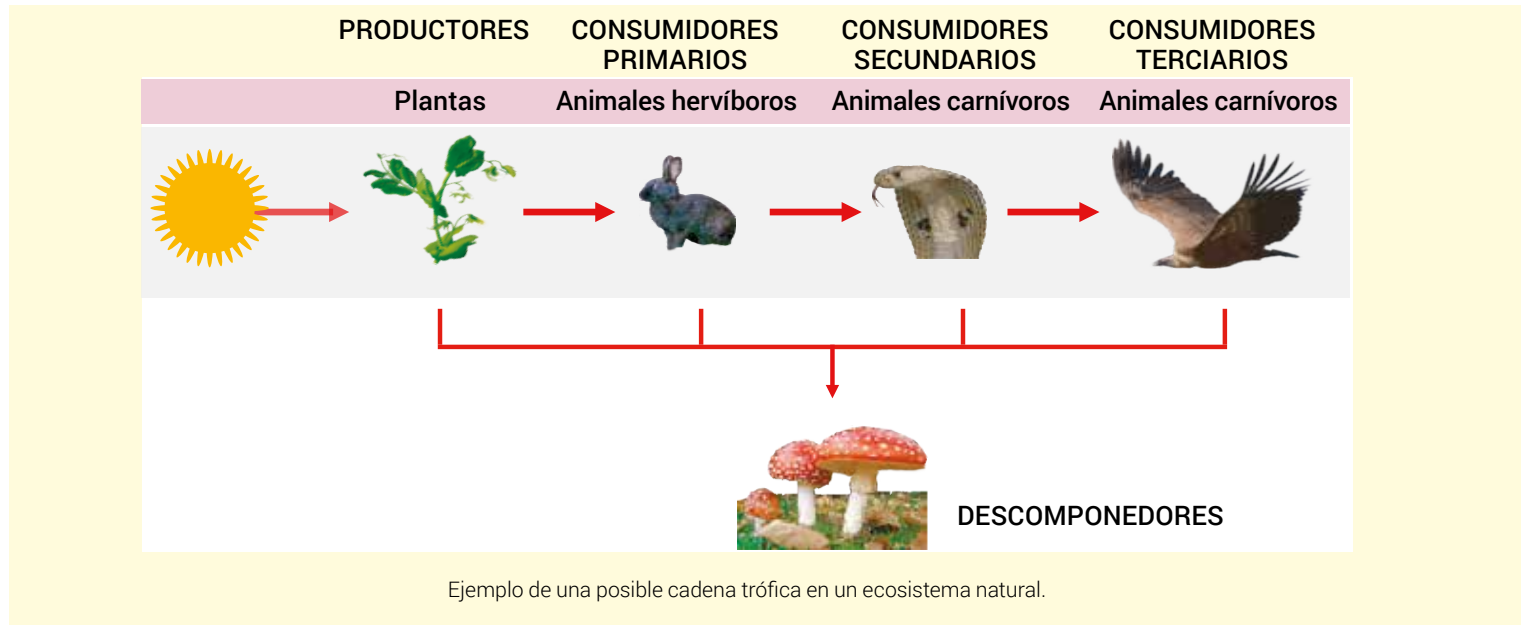 PRODUCTORES
CONSUMIDORES
PRIMARIOS
CONSUMIDORES
SECUNDARIOS
CONSUMIDORES
TERCIARIOS
Plantas
Animales hervíboros
Animales carnívoros
Animales carnívoros
DESCOMPONEDORES
Ejemplo de una posible cadena trófica en un ecosistema natural.